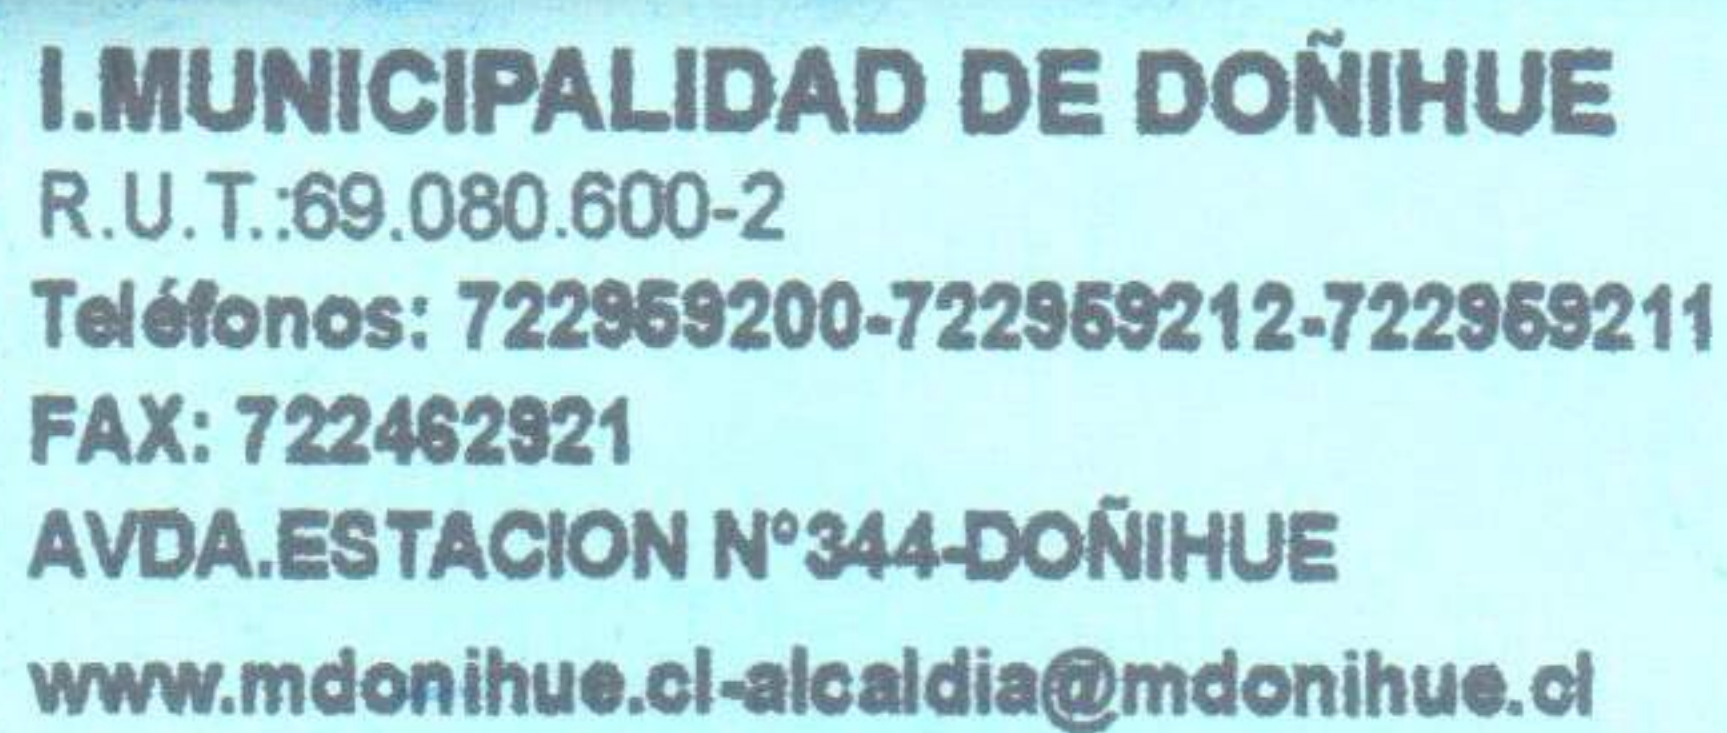 I.MUNICIPALIDAD DE DOÑIHUE
R.U.T.:69.080.600-2
Teléfonos: 722959200-722959212-722959211
FAX: 722462921
AVDA.ESTACION N°344-DOÑIHUE
www.mdonihue.cl-alcaldia@mdonihue.cl